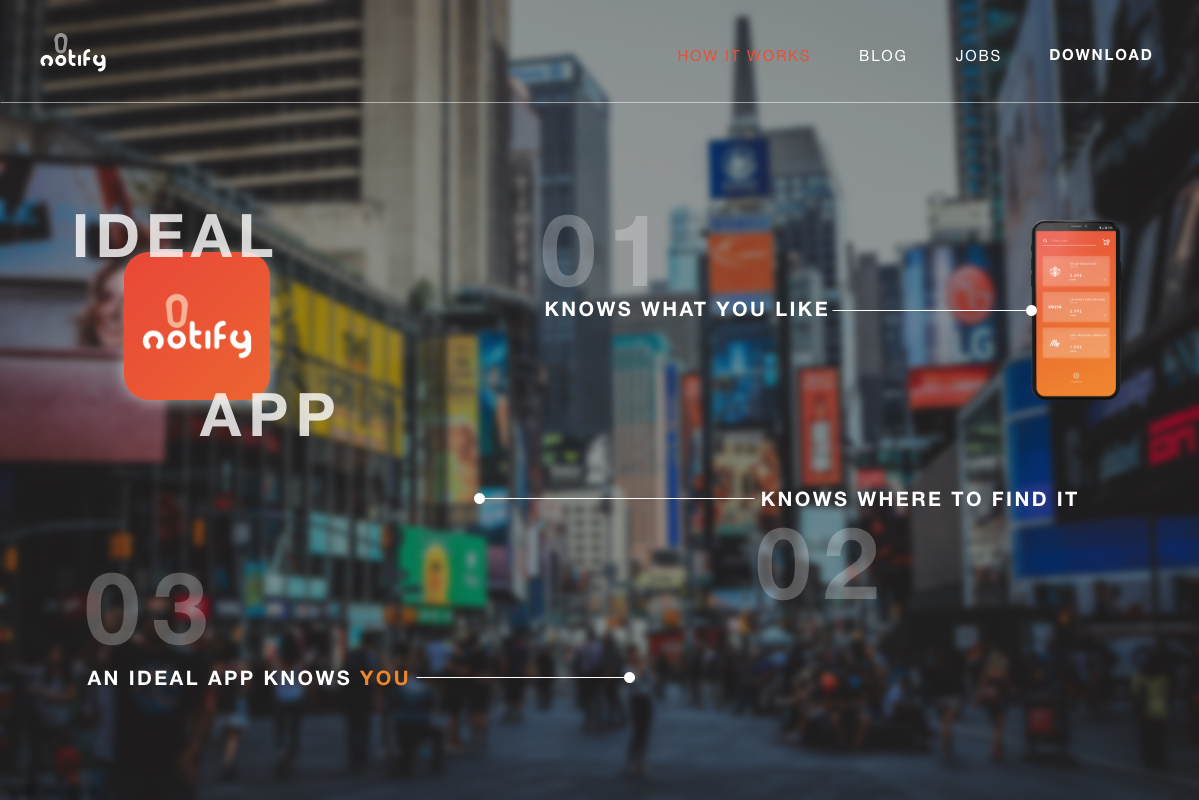 notify
HOW IT WORKS
BLOG
JOBS
DOWNLOAD
IDEAL
notify
APP
01
KNOWS WHAT YOU LIKE
LG
KNOWS WHERE TO FIND IT
02
03
AN IDEAL APP KNOWS YOU